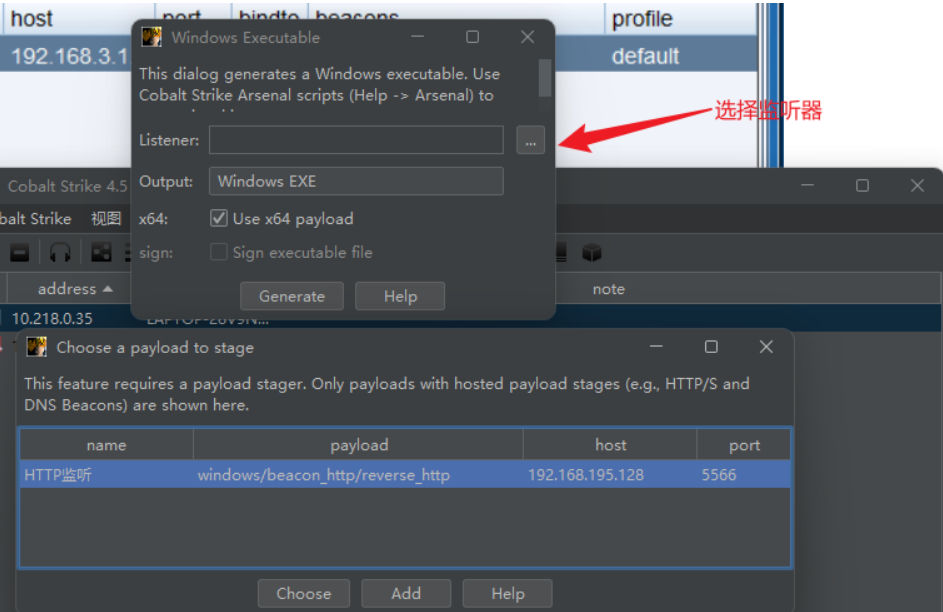 host port bindto beacons profile
192.168.3.1 default
Windows Executable
This dialog generates a Windows executable. Use
Cobalt Strike Arsenal scripts (Help -> Arsenal) to
选择监听器
Listener: ...
Cobalt Strike 4.5
Output: Windows EXE
balt Strike 视图
x64: Use x64 payload
sign: Sign executable file
Generate Help
address note
10.218.0.35
Choose a payload to stage
This feature requires a payload stager. Only payloads with hosted payload stages (e.g., HTTP/S and
DNS Beacons) are shown here.
name payload host port
HTTP监听 windows/beacon_http/reverse_http 192.168.195.128 5566
Choose Add Help